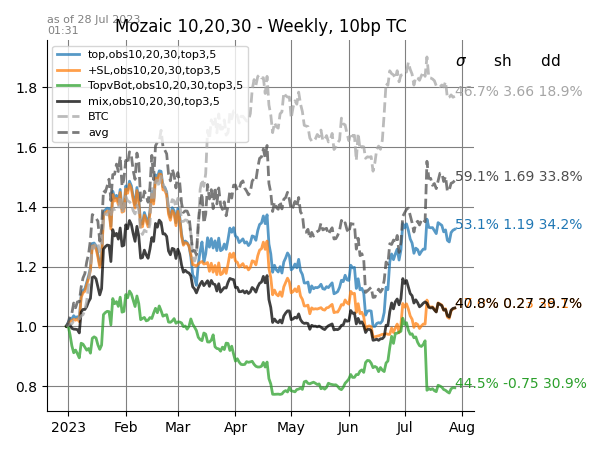 as of 28 Jul 2023
01:31
Mozaic 10,20,30 - Weekly, 10bp TC
top,obs10,20,30,top3,5
+SL,obs10,20,30,top3,5
TopvBot,obs10,20,30,top3,5
mix,obs10,20,30,top3,5
BTC
avg
σ sh dd
46.7% 3.66 18.9%
59.1% 1.69 33.8%
53.1% 1.19 34.2%
40.8% 0.27 29.7%
44.5% -0.75 30.9%
1.8
1.6
1.4
1.2
1.0
0.8
2023 Feb Mar Apr May Jun Jul Aug